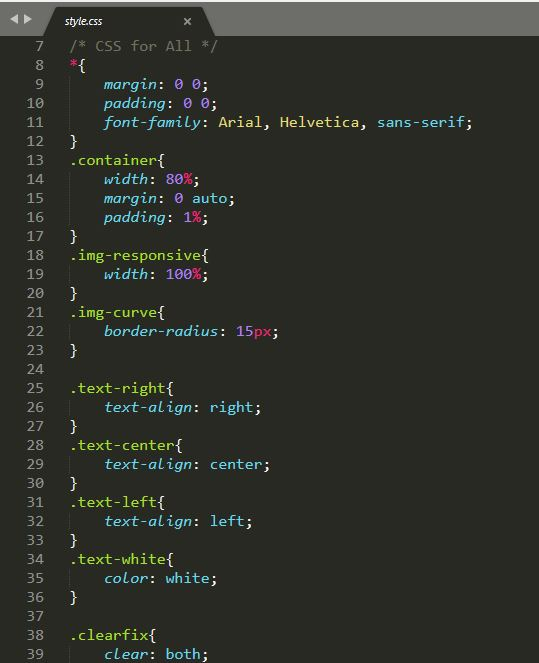 style.css ×
7 /* CSS for All */
8 *{
9     margin: 0 0;
10     padding: 0 0;
11     font-family: Arial, Helvetica, sans-serif;
12 }
13 .container{
14     width: 80%;
15     margin: 0 auto;
16     padding: 1%;
17 }
18 .img-responsive{
19     width: 100%;
20 }
21 .img-curve{
22     border-radius: 15px;
23 }
24
25 .text-right{
26     text-align: right;
27 }
28 .text-center{
29     text-align: center;
30 }
31 .text-left{
32     text-align: left;
33 }
34 .text-white{
35     color: white;
36 }
37
38 .clearfix{
39     clear: both;